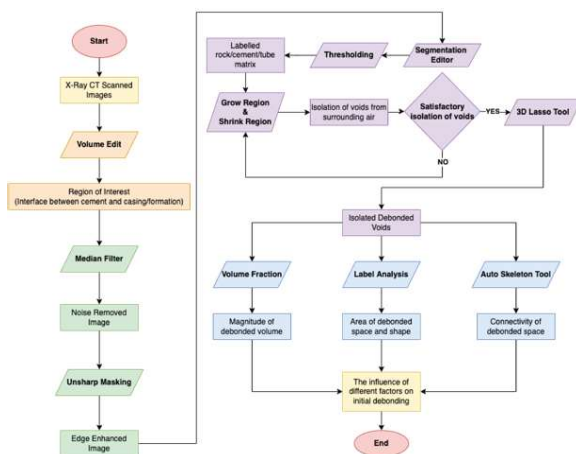 Start
X-Ray CT Scanned
Images
Volume Edit
Region of Interest
(Interface between cement and casing/formation)
Median Filter
Noise Removed
Image
Unsharp Masking
Edge Enhanced
Image
Segmentation
Editor
Thresholding
Labelled
rock/cement/tube
matrix
Grow Region
&
Shrink Region
Isolation of voids from
surrounding air
Satisfactory
isolation of voids
YES
NO
3D Lasso Tool
Isolated Debonded
Voids
Volume Fraction
Label Analysis
Auto Skeleton Tool
Magnitude of
debonded volume
Area of debonded
space and shape
Connectivity of
debonded space
The influence of
different factors on
initial debonding
End